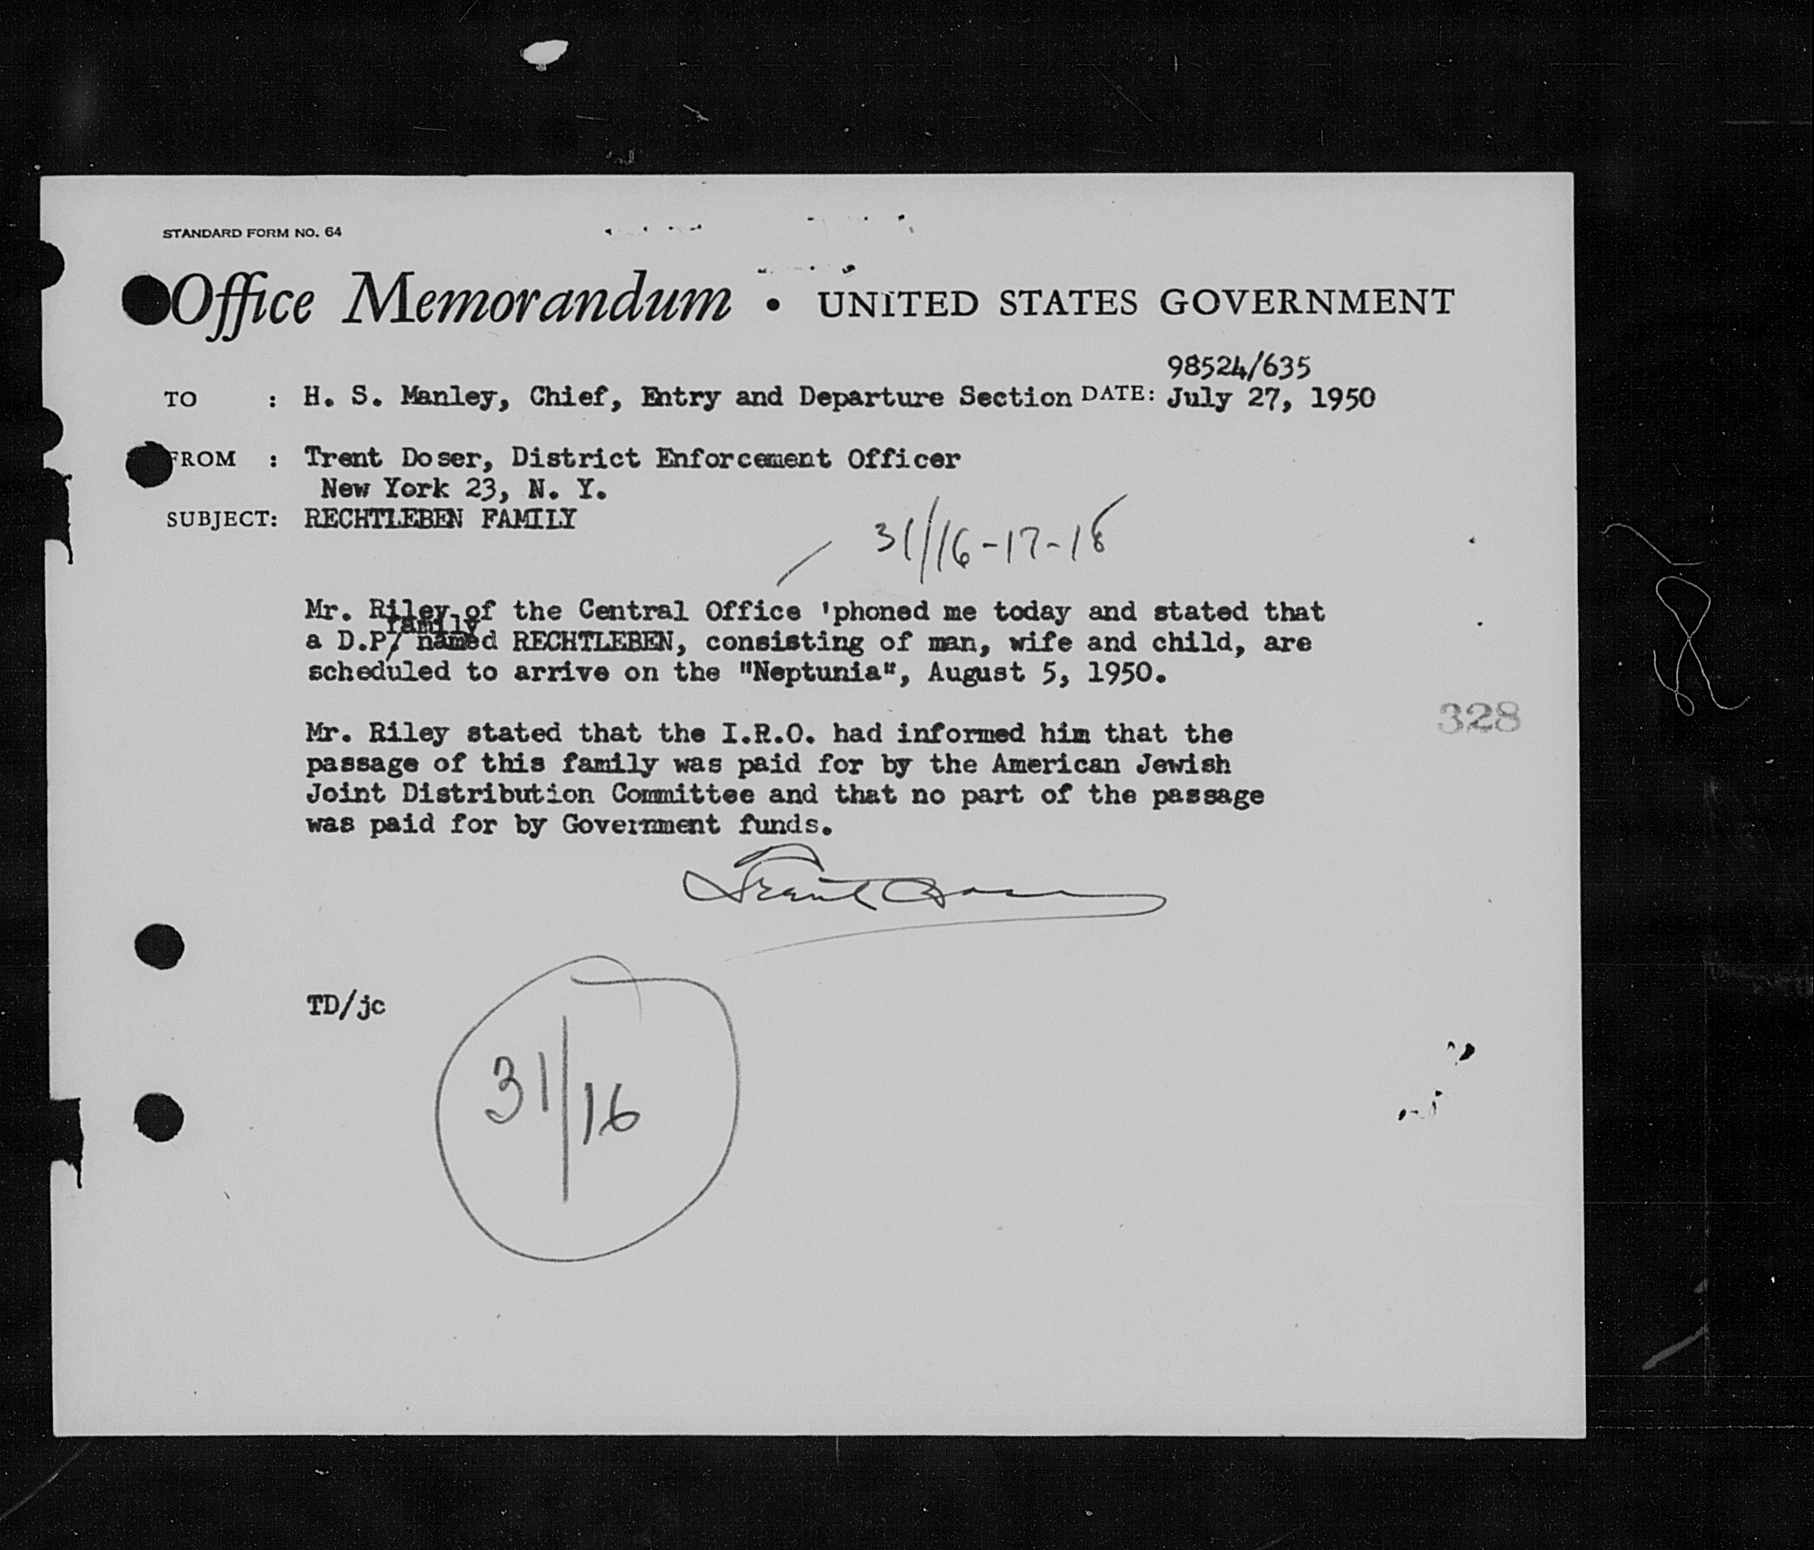 STANDARD FORM NO. 64
Office Memorandum • UNITED STATES GOVERNMENT
98524/635
TO : H. S. Manley, Chief, Entry and Departure Section DATE: July 27, 1950
FROM : Trent Doser, District Enforcement Officer
New York 23, N. Y.
SUBJECT: RECHTLEBEN FAMILY
31/16-17-18
Mr. Riley of the Central Office 'phoned me today and stated that
family
a D.P/ named RECHTLEBEN, consisting of man, wife and child, are
scheduled to arrive on the "Neptunia", August 5, 1950.
328
Mr. Riley stated that the I.R.O. had informed him that the
passage of this family was paid for by the American Jewish
Joint Distribution Committee and that no part of the passage
was paid for by Government funds.
Trent Doser
TD/jc
31/16